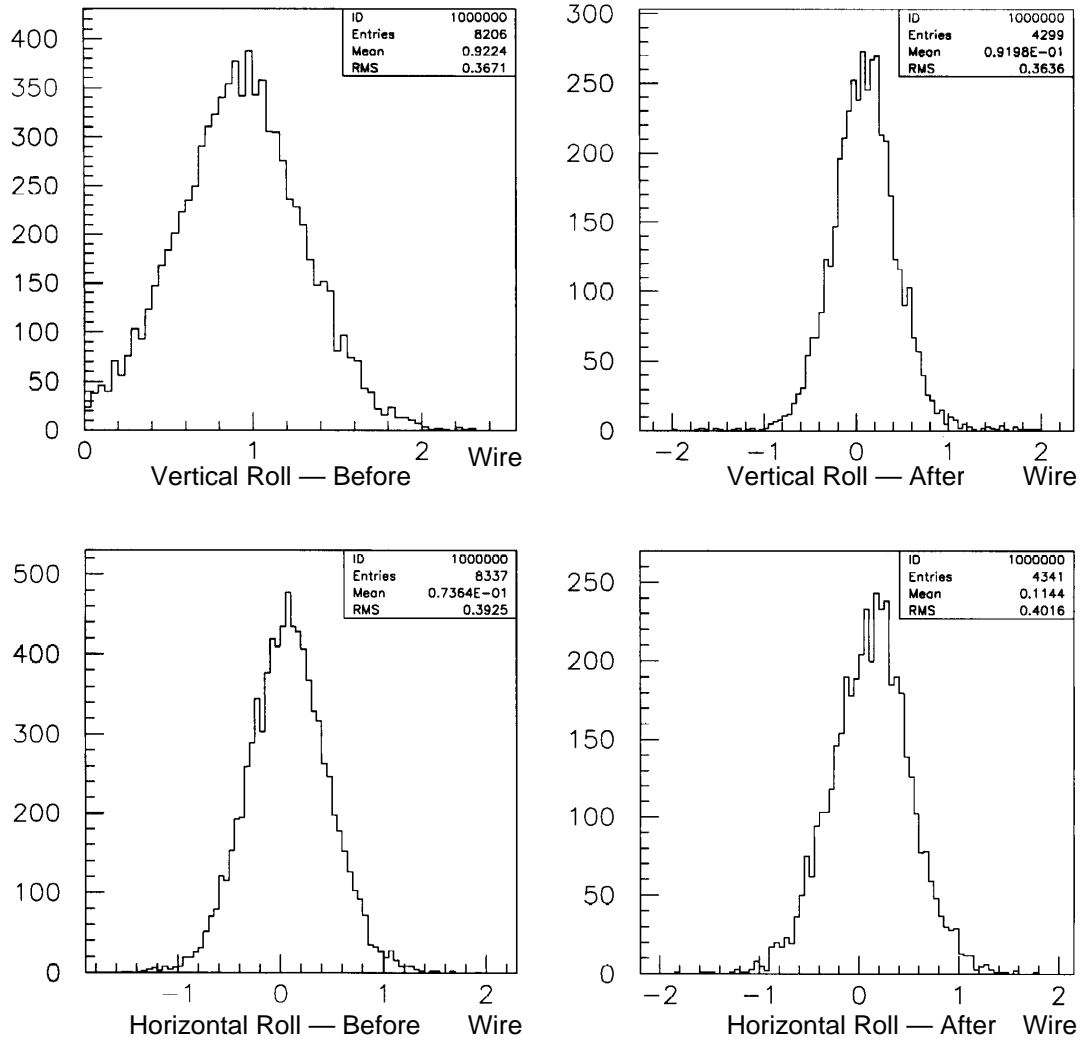 ID 1000000
Entries 8206
Mean 0.9224
RMS 0.3671
400
350
300
250
200
150
100
50
0
0 1 2 Wire
Vertical Roll — Before
ID 1000000
Entries 4299
Mean 0.9198E-01
RMS 0.3636
300
250
200
150
100
50
0
−2 −1 0 1 2
Vertical Roll — After Wire
ID 1000000
Entries 8337
Mean 0.7364E-01
RMS 0.3925
500
400
300
200
100
0
−1 0 1 2
Horizontal Roll — Before Wire
ID 1000000
Entries 4341
Mean 0.1144
RMS 0.4016
250
200
150
100
50
0
−2 −1 0 1 2
Horizontal Roll — After Wire